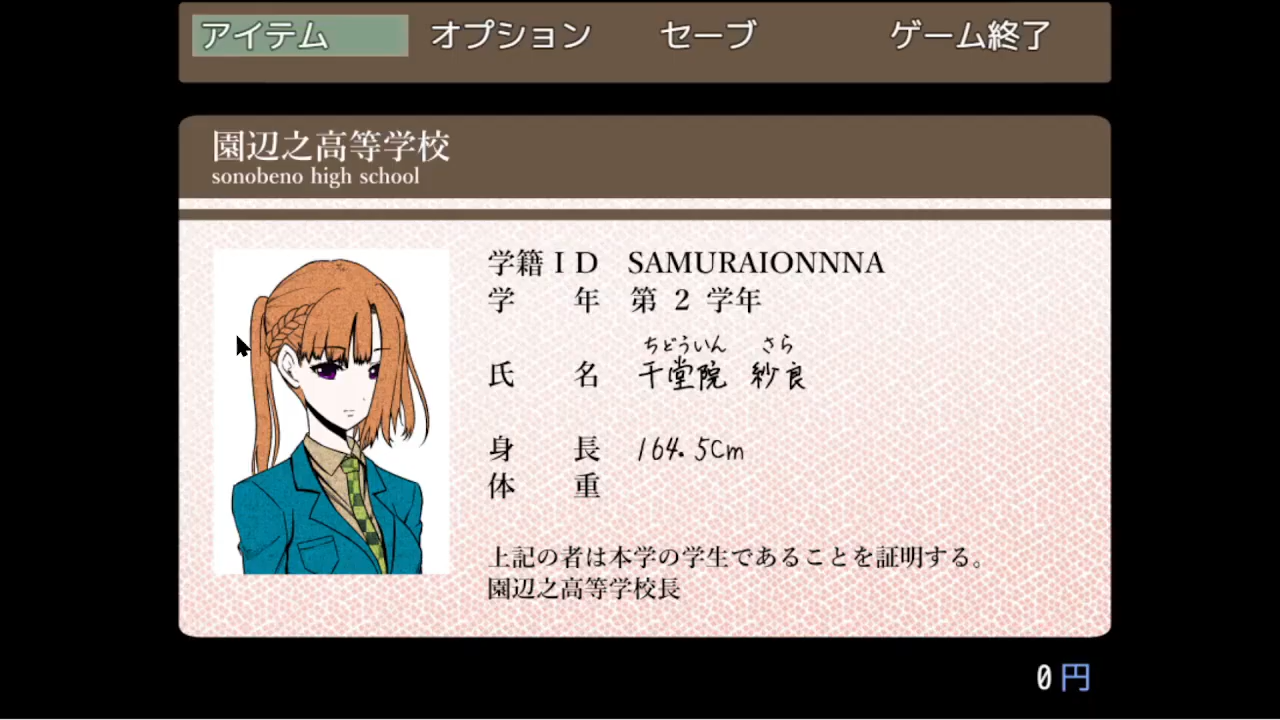 アイテム オプション セーブ ゲーム終了
園辺之高等学校
sonobeno high school
学籍ID SAMURAIONNNA
学年 第2学年
ちどういん さら
氏名 千堂院 紗良
身長 164.5cm
体重
上記の者は本学の学生であることを証明する。
園辺之高等学校長
0円